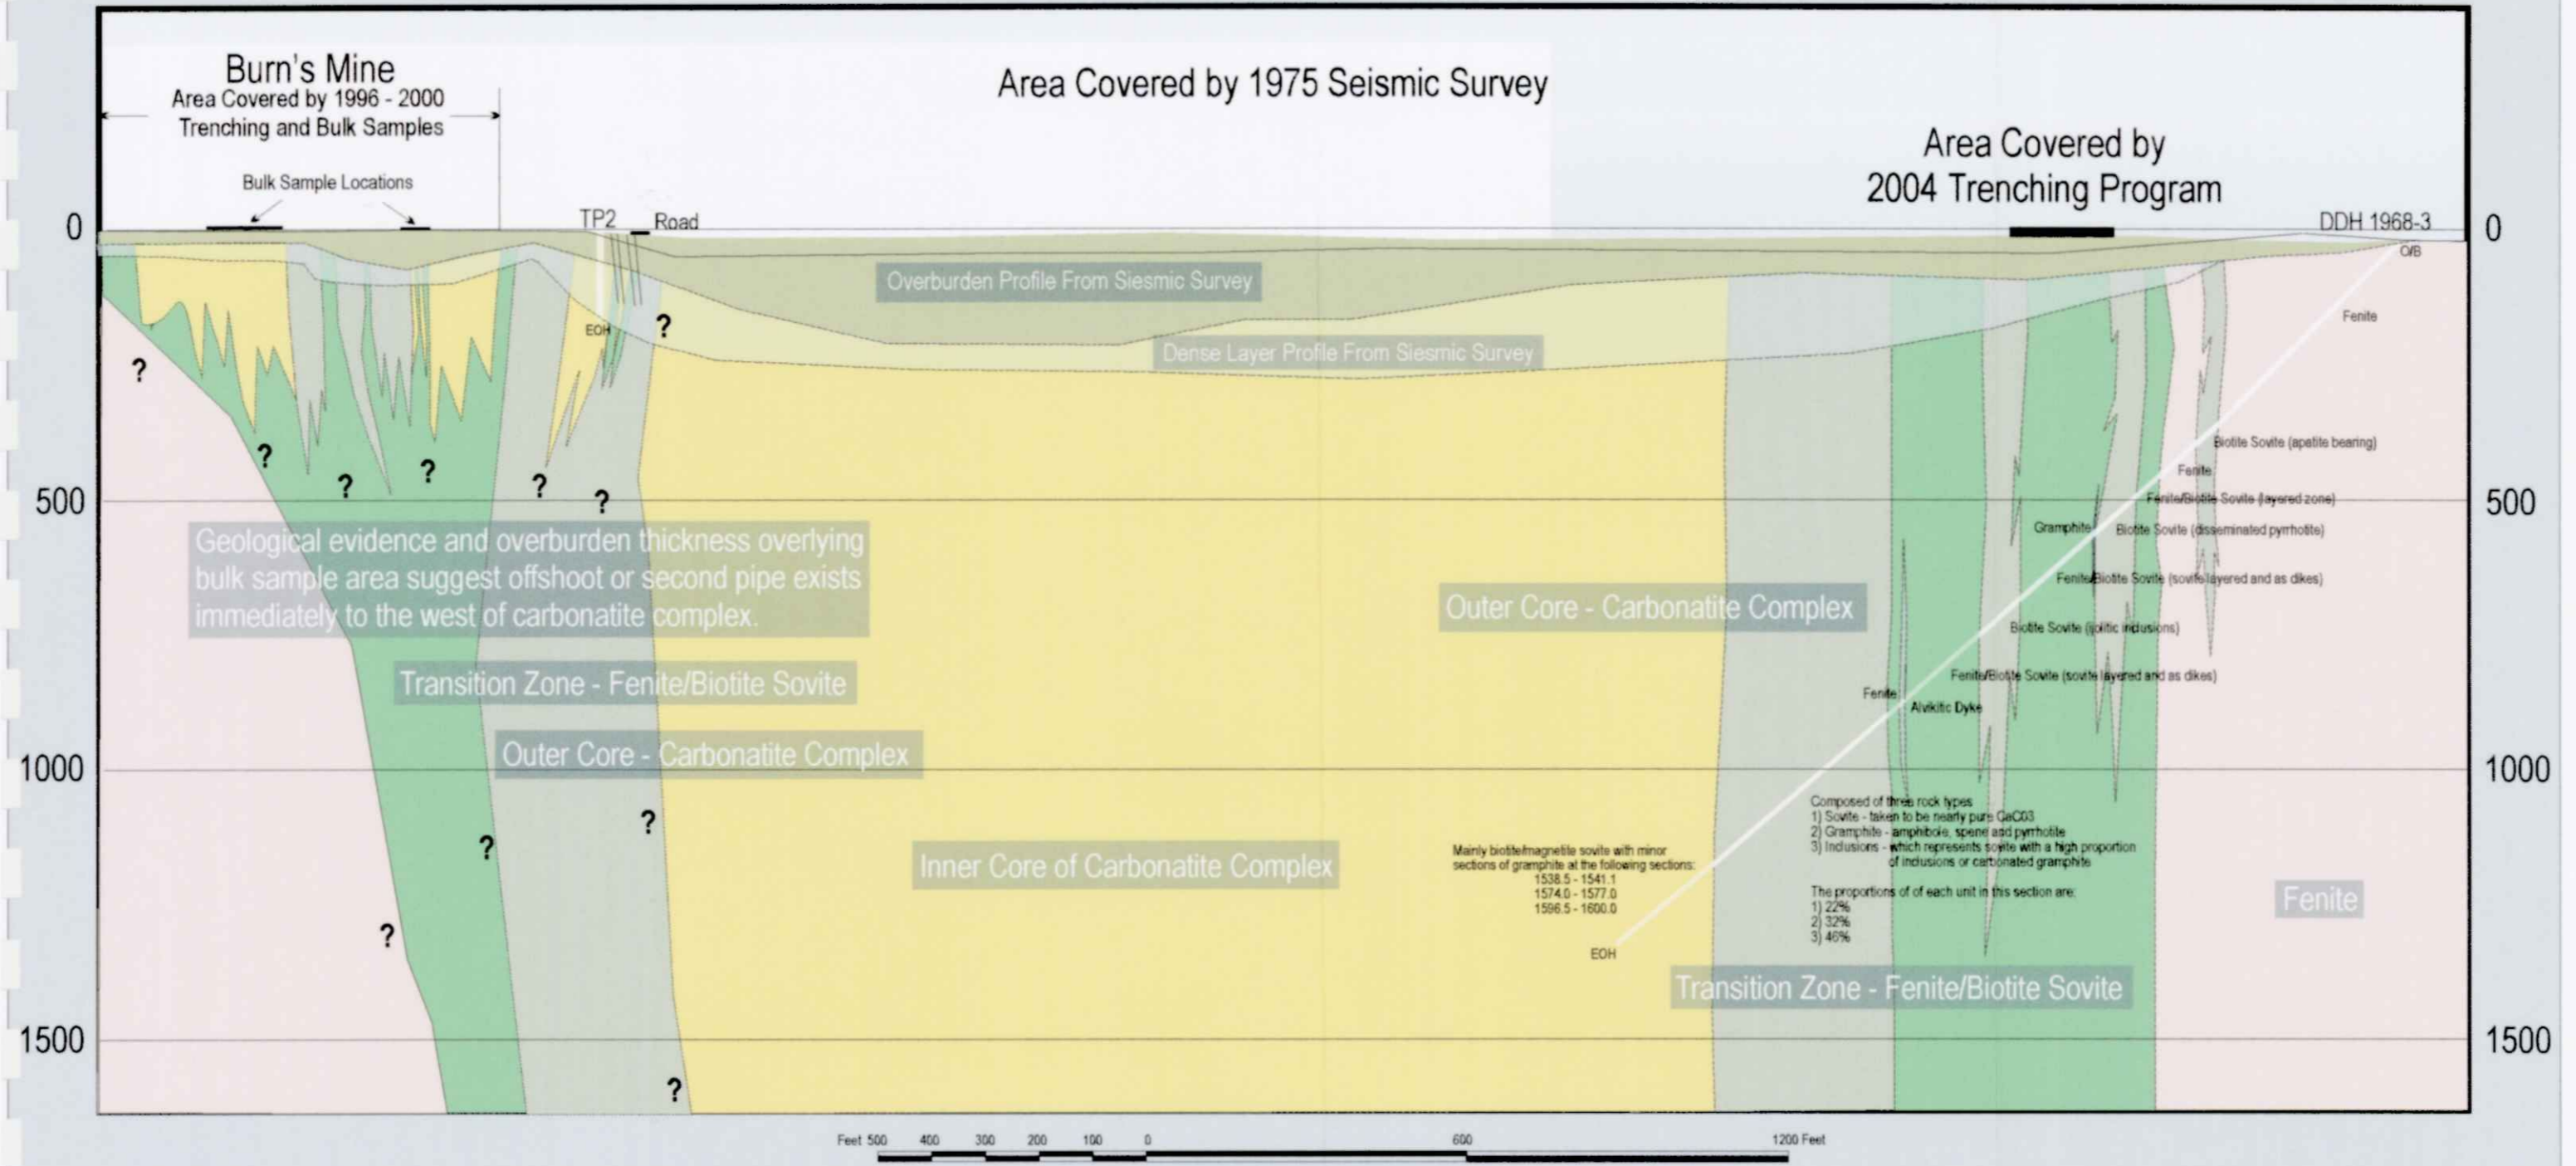 Burn's Mine
Area Covered by 1996 - 2000
Trenching and Bulk Samples
Bulk Sample Locations
Area Covered by 1975 Seismic Survey
Area Covered by
2004 Trenching Program
DDH 1968-3
TP2
Road
0
0
O/B
Overburden Profile From Siesmic Survey
Fenite
EOH
?
Dense Layer Profile From Siesmic Survey
?
Biotite Sovite (apatite bearing)
?
?
?
?
?
Fenite
500
?
Fenite/Biotite Sovite (layered zone)
500
Gramphite
Biotite Sovite (disseminated pyrrhotite)
Geological evidence and overburden thickness overlying
bulk sample area suggest offshoot or second pipe exists
immediately to the west of carbonatite complex.
Fenite/Biotite Sovite (sovite layered and as dikes)
Outer Core - Carbonatite Complex
Biotite Sovite (ijolitic inclusions)
Transition Zone - Fenite/Biotite Sovite
Fenite/Biotite Sovite (sovite layered and as dikes)
Fenite
Alvikitic Dyke
Outer Core - Carbonatite Complex
1000
1000
?
?
?
Inner Core of Carbonatite Complex
Mainly biotite/magnetite sovite with minor
sections of gramphite at the following sections:
1538.5 - 1541.1
1574.0 - 1577.0
1596.5 - 1600.0
Composed of three rock types
1) Sovite - taken to be nearly pure CaC03
2) Gramphite - amphibole, spene and pyrrhotite
3) Inclusions - which represents sovite with a high proportion
of inclusions or carbonated gramphite
The proportions of of each unit in this section are:
1) 22%
2) 32%
3) 46%
Fenite
EOH
Transition Zone - Fenite/Biotite Sovite
1500
1500
?
Feet 500 400 300 200 100 0 600 1200 Feet